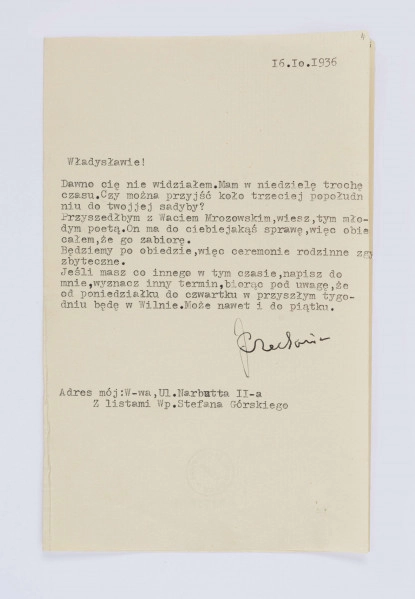 16.Io.1936
Władysławie!
Dawno cię nie widziałem.Mam w niedzielę trochę
czasu.Czy można przyjść koło trzeciej popołudn
niu do twojjej sadyby?
Przyszedłbym z Waciem Mrozowskim,wiesz,tym mło-
dym poetą.On ma do ciebiejakąś sprawę,więc obie
całem,że go zabiorę.
Będziemy po obiedzie,więc ceremonie rodzinne zgy
zbyteczne.
Jeśli masz co innego w tym czasie,napisz do
mnie,wyznacz inny termin,biorąc pod uwagę,że
od poniedziałku do czwartku w przyszłym tygo-
dniu będę w Wilnie.Może nawet i do piątku.
Adres mój:W-wa,Ul.Narbutta II-a
Z listami Wp.Stefana Górskiego